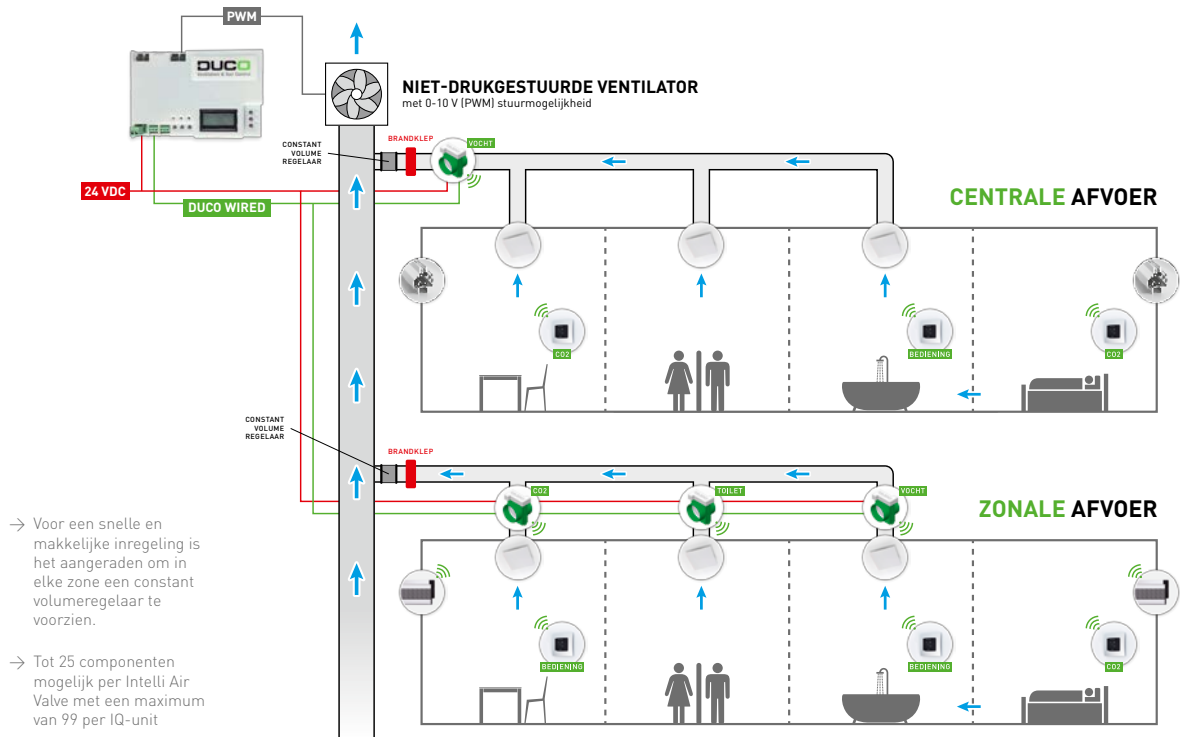 PWM
DUCO
Ventilation & Sun Control
NIET-DRUKGESTUURDE VENTILATOR
met 0-10 V (PWM) stuurmogelijkheid
CONSTANT
VOLUME
REGELAAR
BRANDKLEP
VOCHT
24 VDC
DUCO WIRED
CENTRALE AFVOER
CO2
BEDIENING
CO2
CONSTANT
VOLUME
REGELAAR
BRANDKLEP
CO2
TOILET
VOCHT
ZONALE AFVOER
BEDIENING
BEDIENING
CO2
→ Voor een snelle en
makkelijke inregeling is
het aangeraden om in
elke zone een constant
volumeregelaar te
voorzien.
→ Tot 25 componenten
mogelijk per Intelli Air
Valve met een maximum
van 99 per IQ-unit